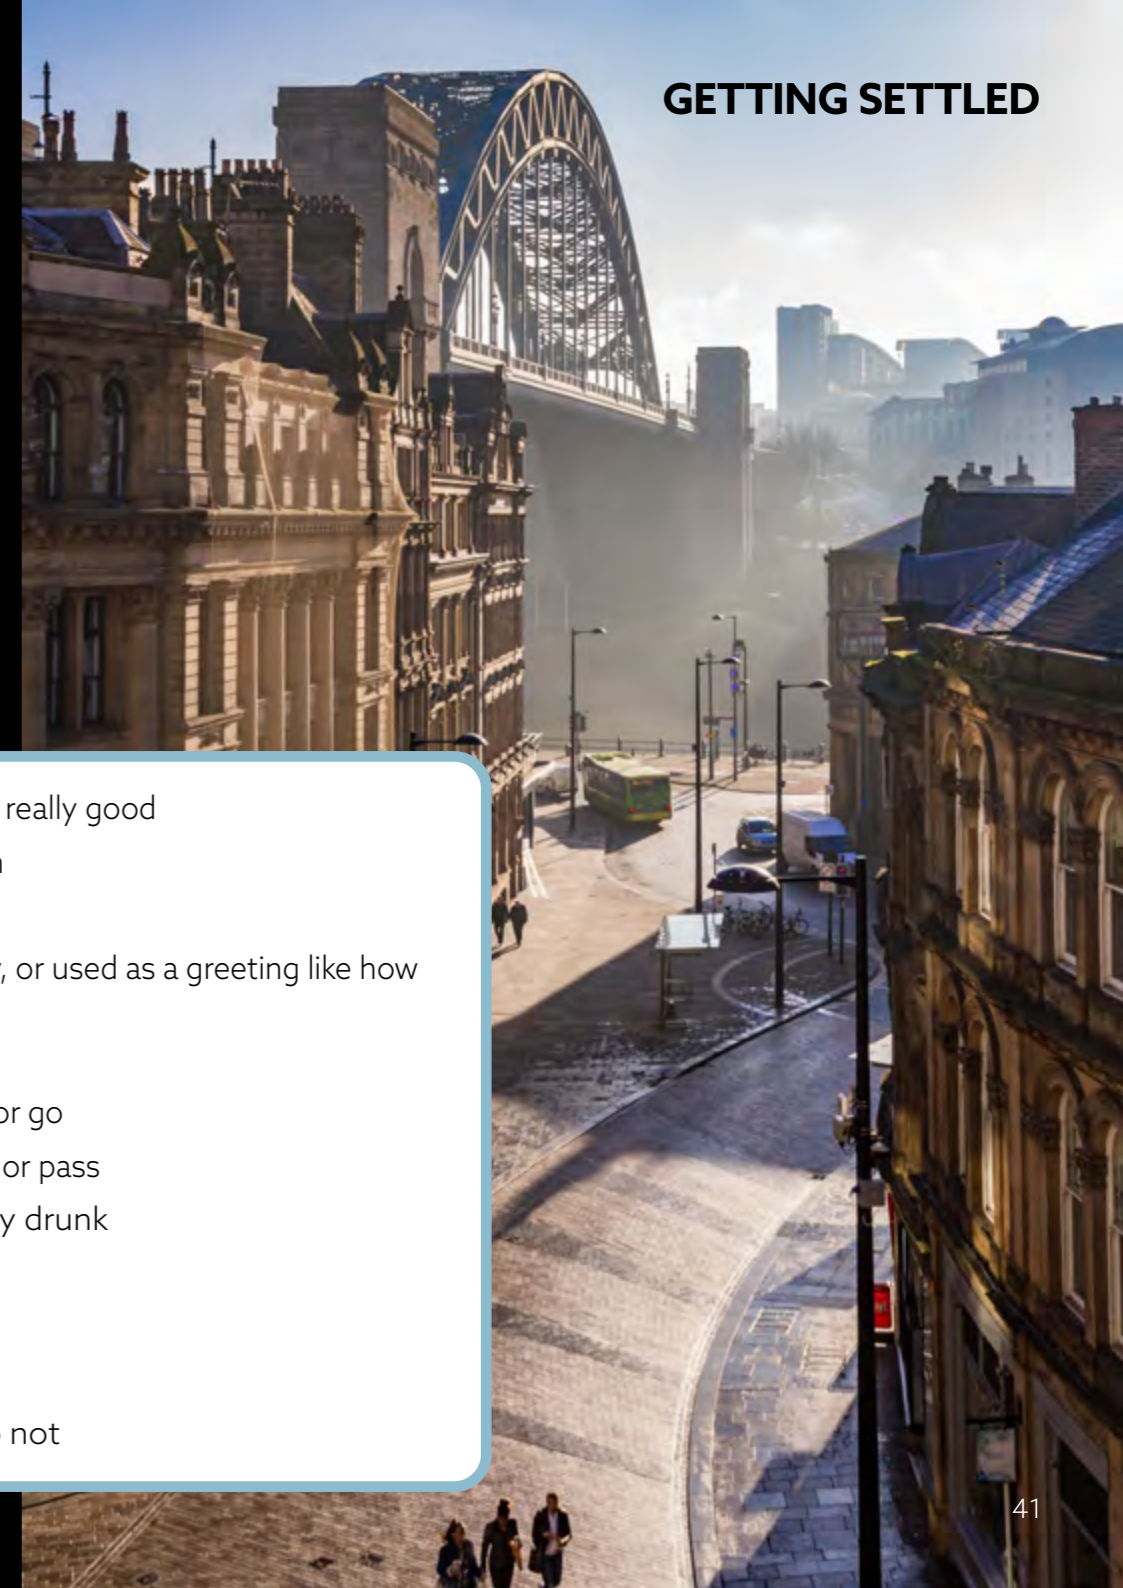 GETTING SETTLED
really good
, or used as a greeting like how
or go
or pass
drunk
not
41